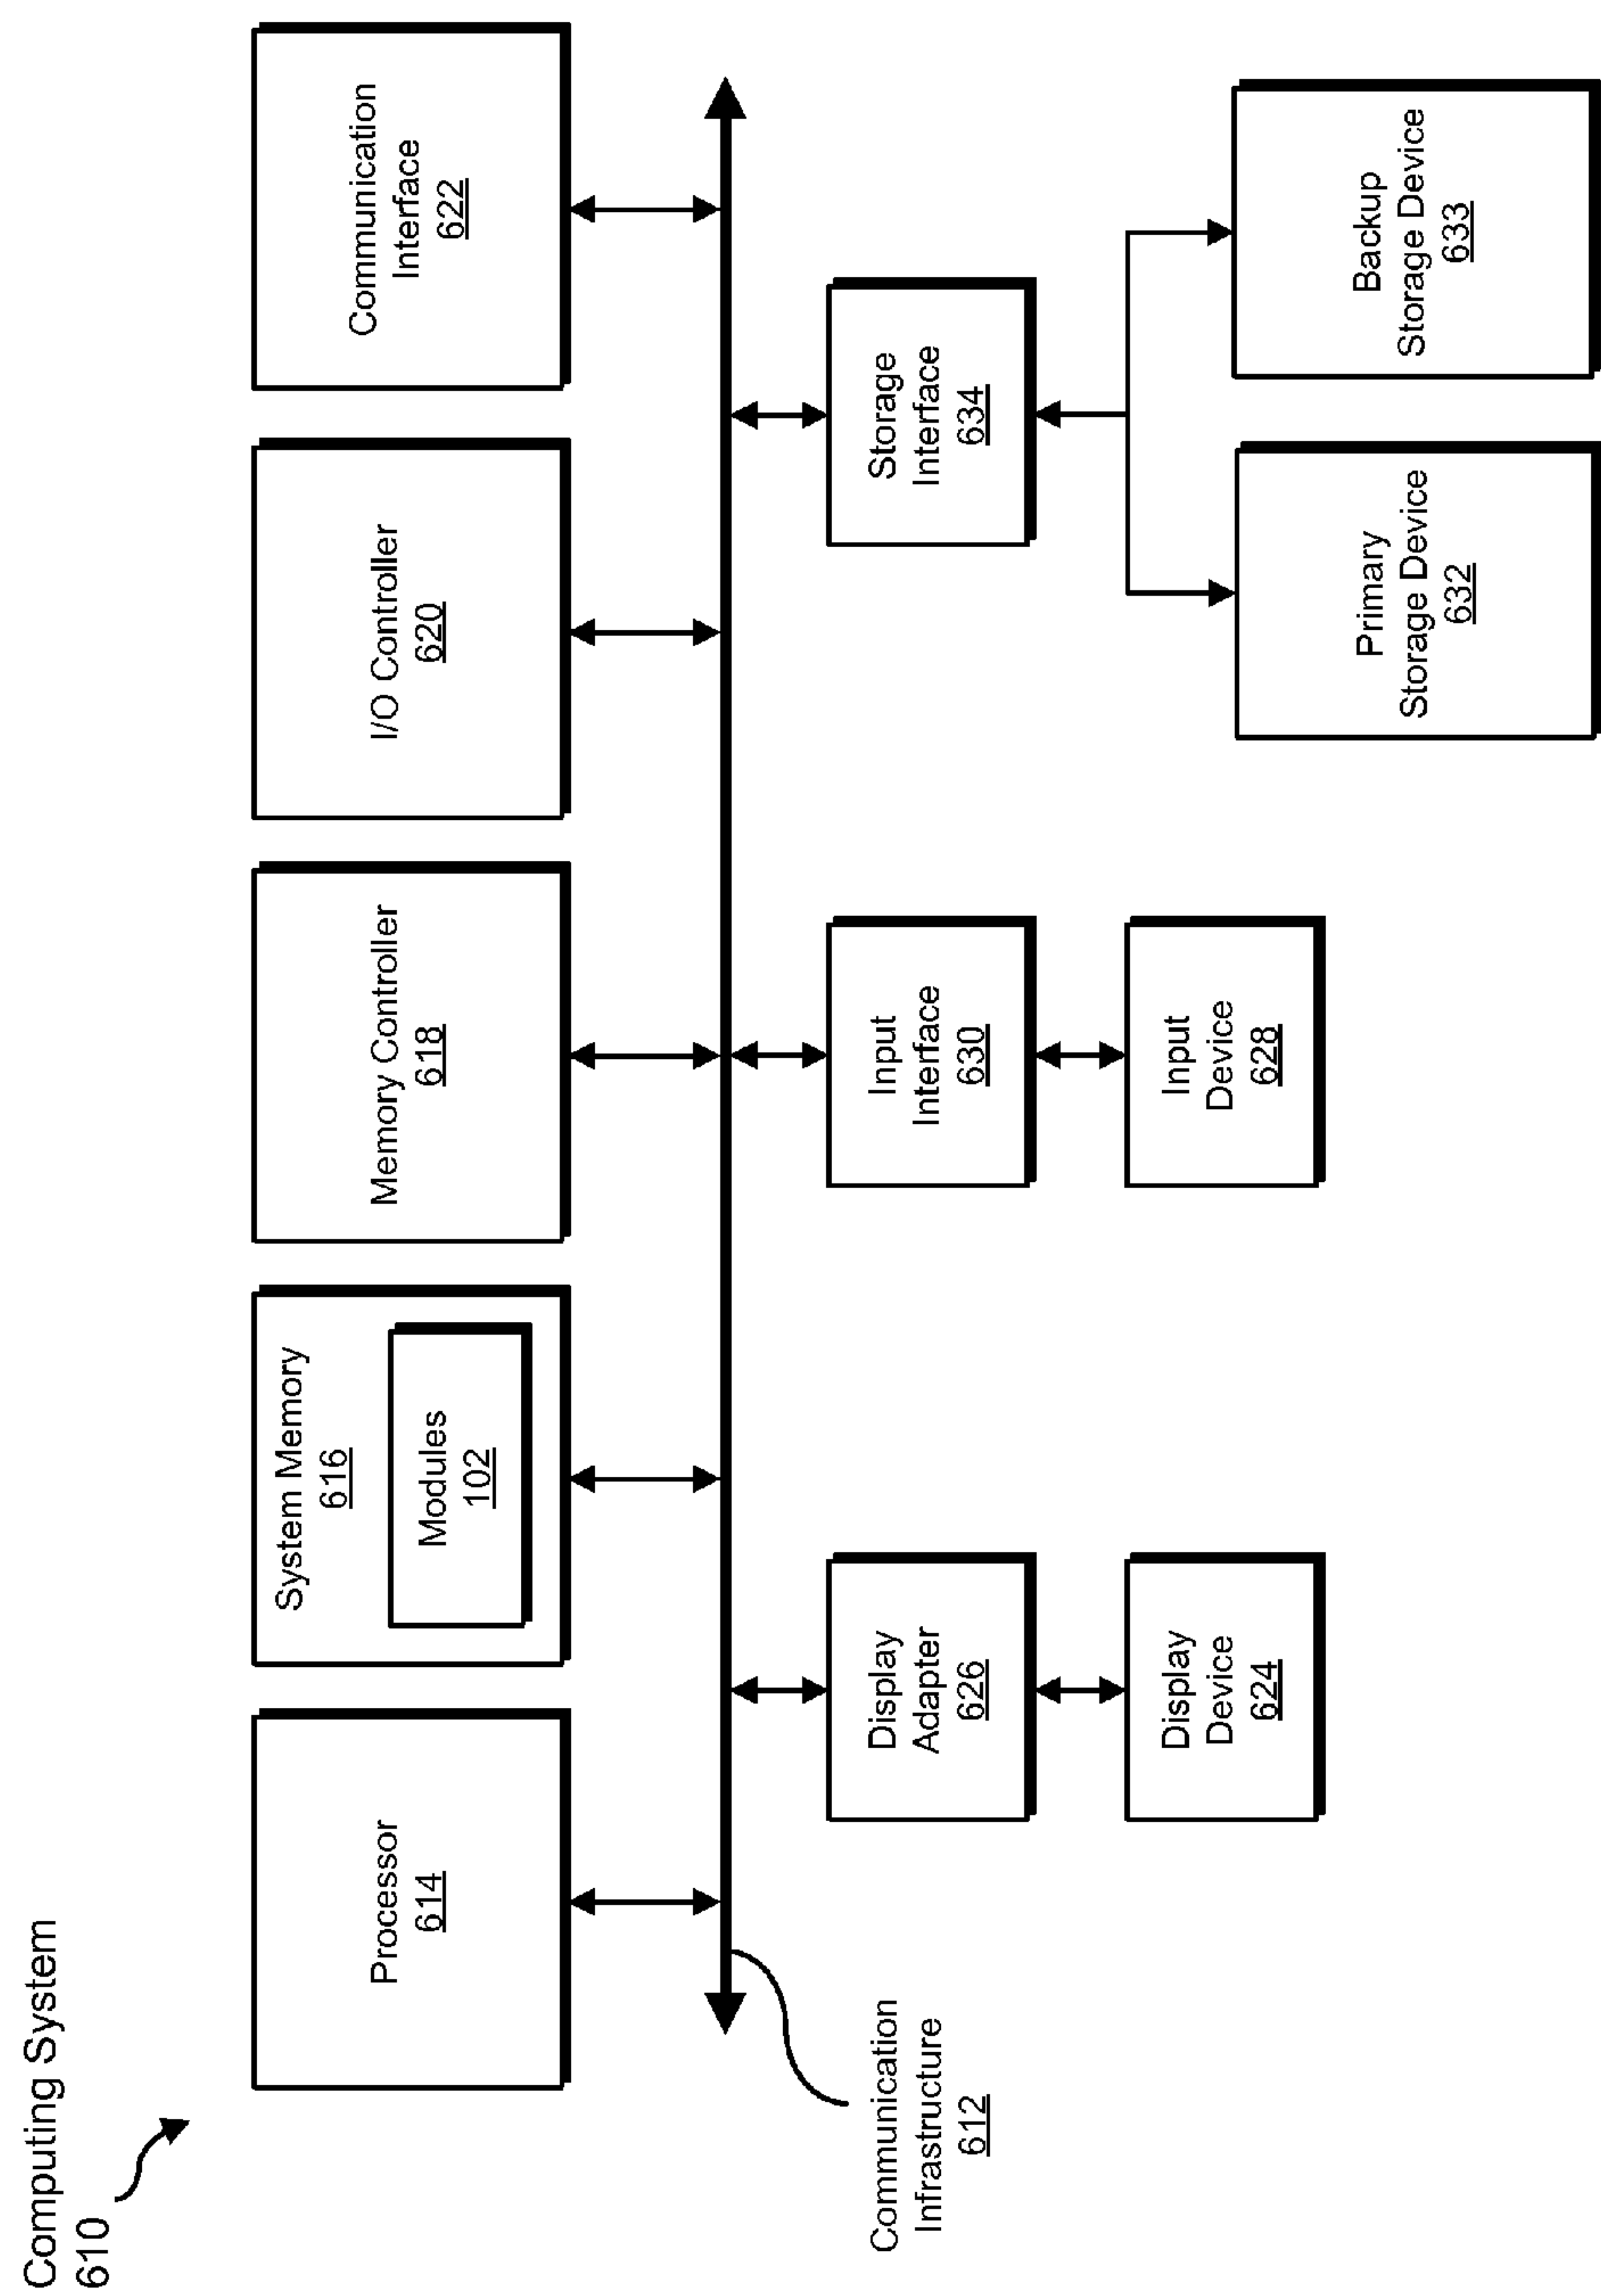 Computing System
610
Processor
614
System Memory
616
Modules
102
Memory Controller
618
I/O Controller
620
Communication
Interface
622
Communication
Infrastructure
612
Display
Adapter
626
Input
Interface
630
Storage
Interface
634
Display
Device
624
Input
Device
628
Primary
Storage Device
632
Backup
Storage Device
633